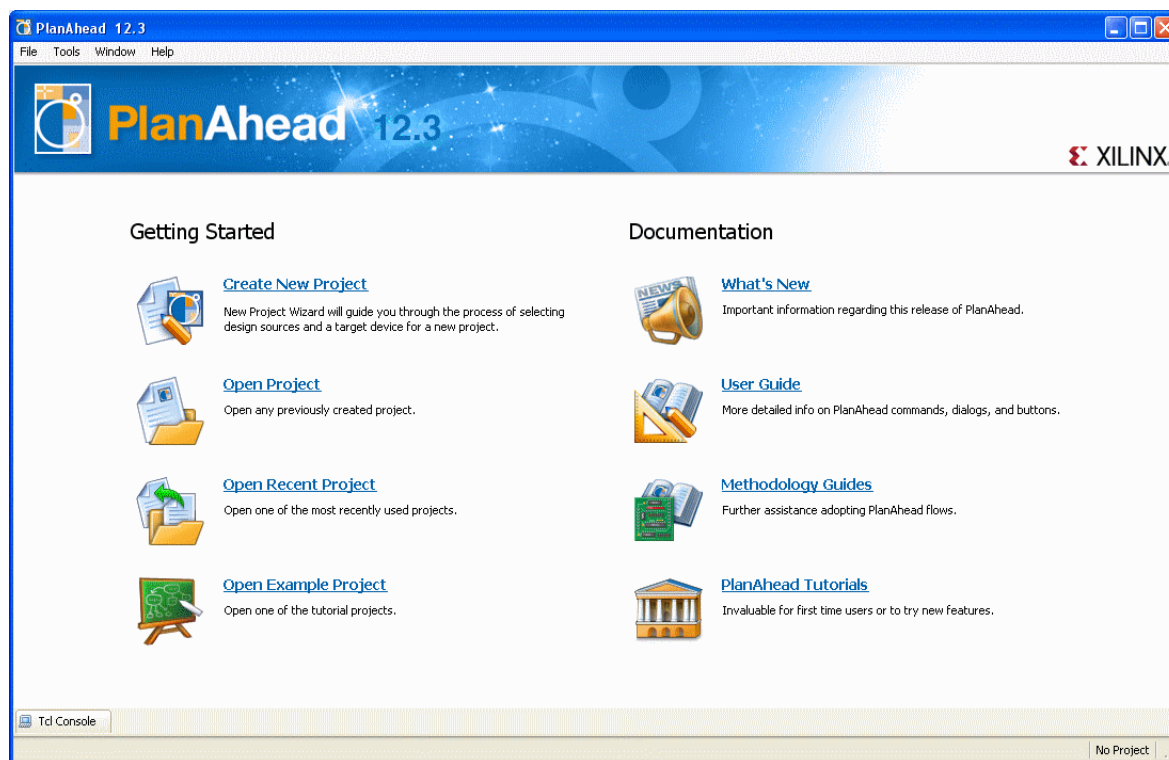 PlanAhead 12.3
File Tools Window Help
PlanAhead 12.3
XILINX
Getting Started
Create New Project
New Project Wizard will guide you through the process of selecting
design sources and a target device for a new project.
Open Project
Open any previously created project.
Open Recent Project
Open one of the most recently used projects.
Open Example Project
Open one of the tutorial projects.
Documentation
What's New
NEWS
Important information regarding this release of PlanAhead.
User Guide
More detailed info on PlanAhead commands, dialogs, and buttons.
Methodology Guides
Further assistance adopting PlanAhead flows.
PlanAhead Tutorials
Invaluable for first time users or to try new features.
Tcl Console
No Project